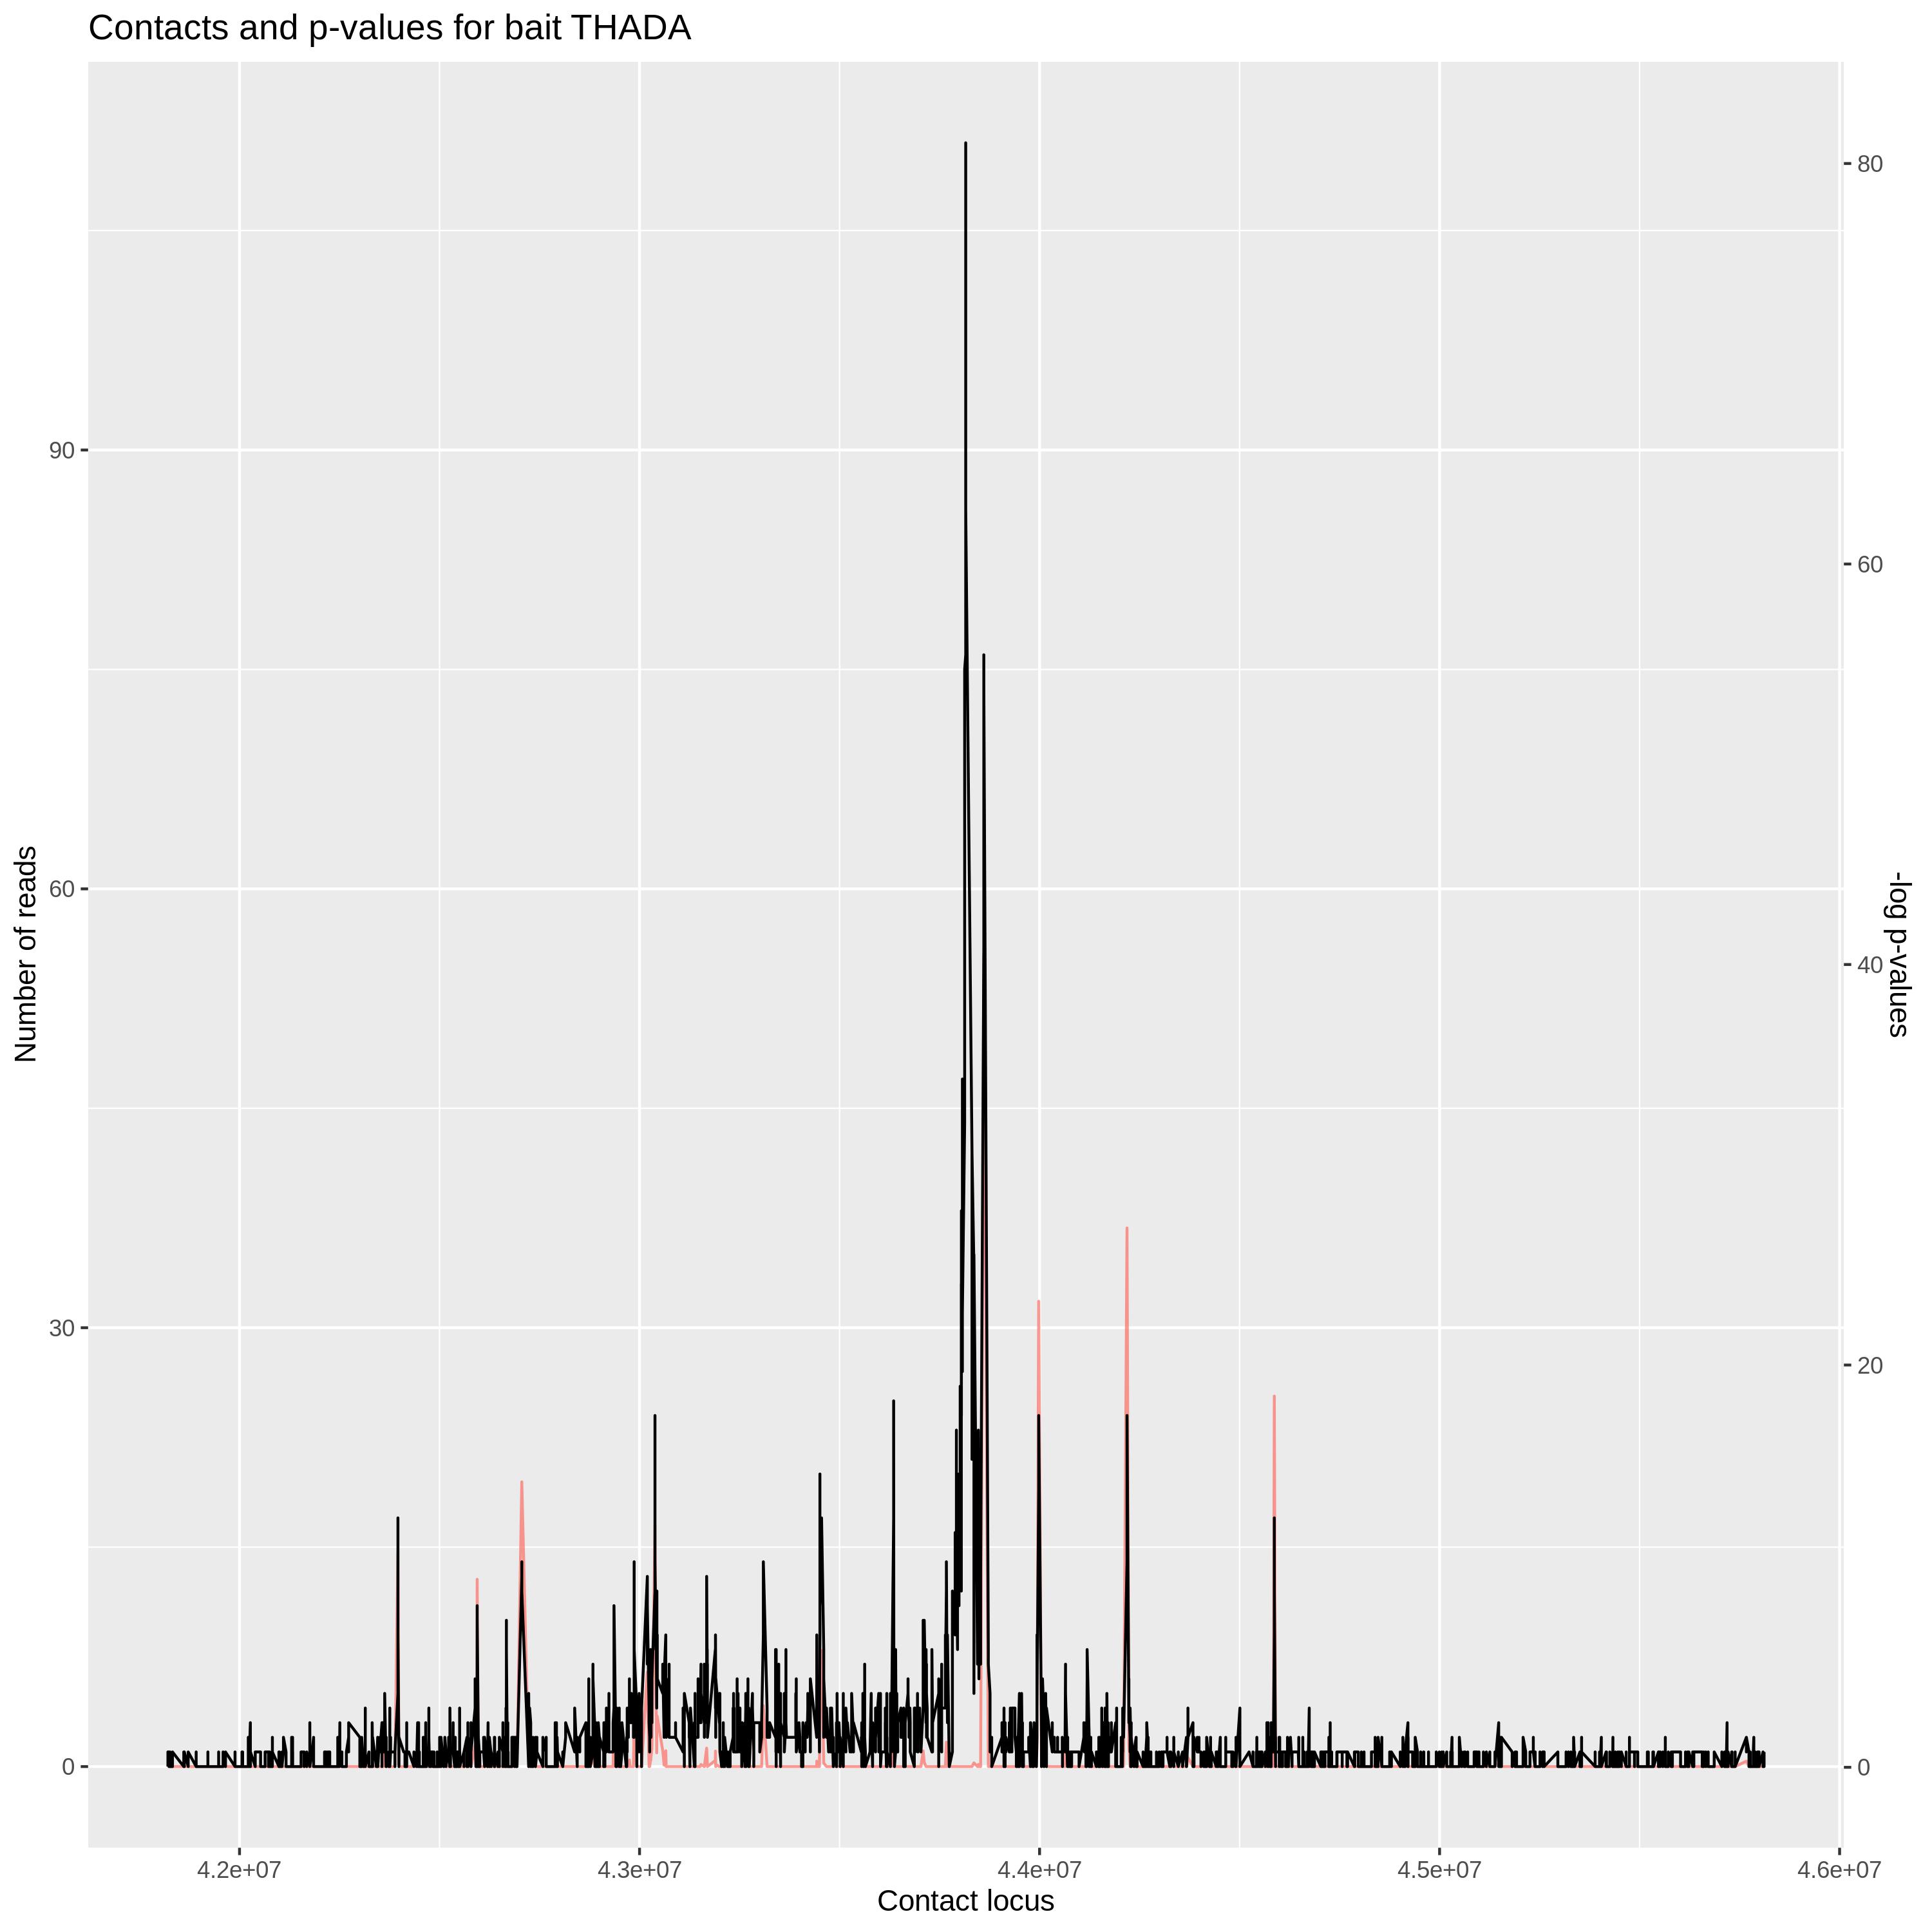 Contacts and p-values for bait THADA
Number of reads
90
60
30
0
80
60
40
20
0
-log p-values
4.2e+07
4.3e+07
4.4e+07
4.5e+07
4.6e+07
Contact locus